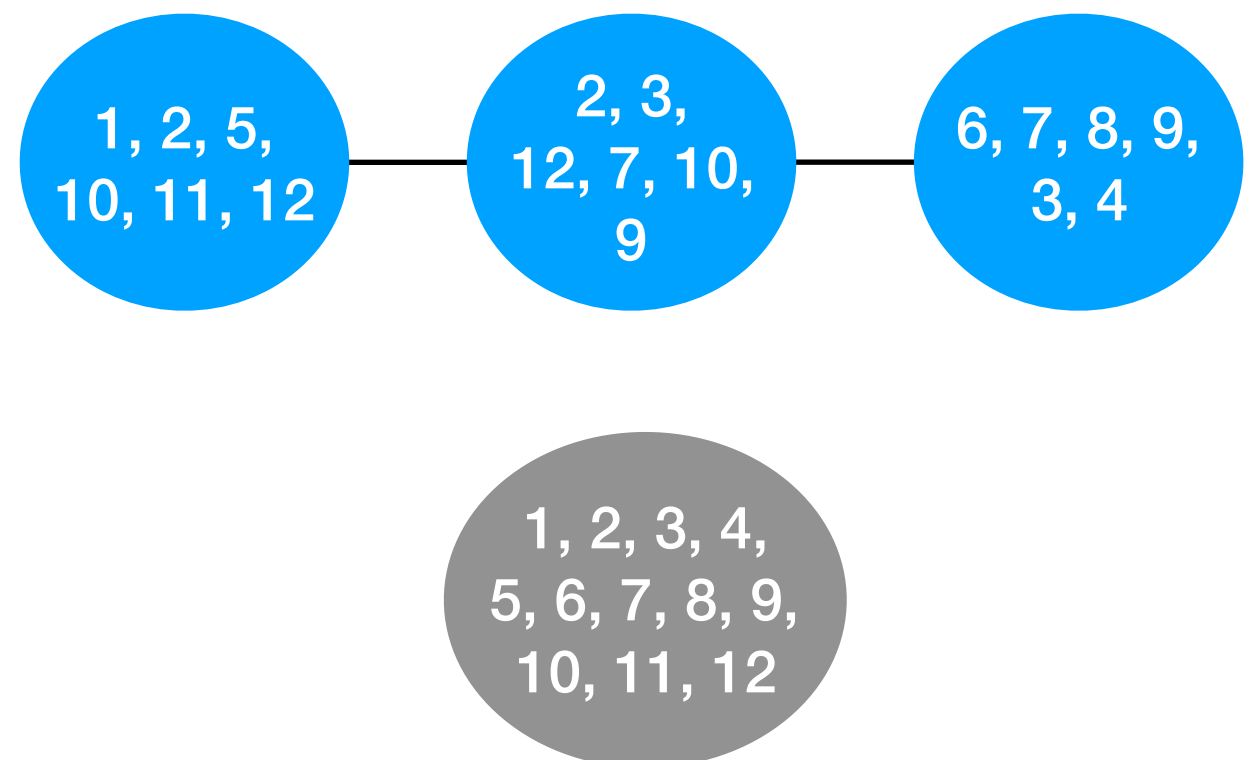 1, 2, 5,
10, 11, 12
2, 3,
12, 7, 10,
9
6, 7, 8, 9,
3, 4
1, 2, 3, 4,
5, 6, 7, 8, 9,
10, 11, 12